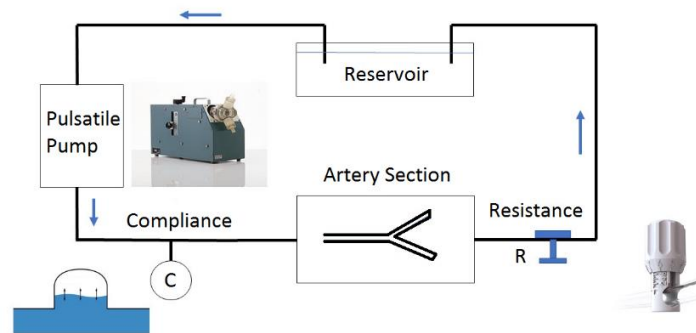 Reservoir
Pulsatile
Pump
Artery Section
Compliance
Resistance
C
R